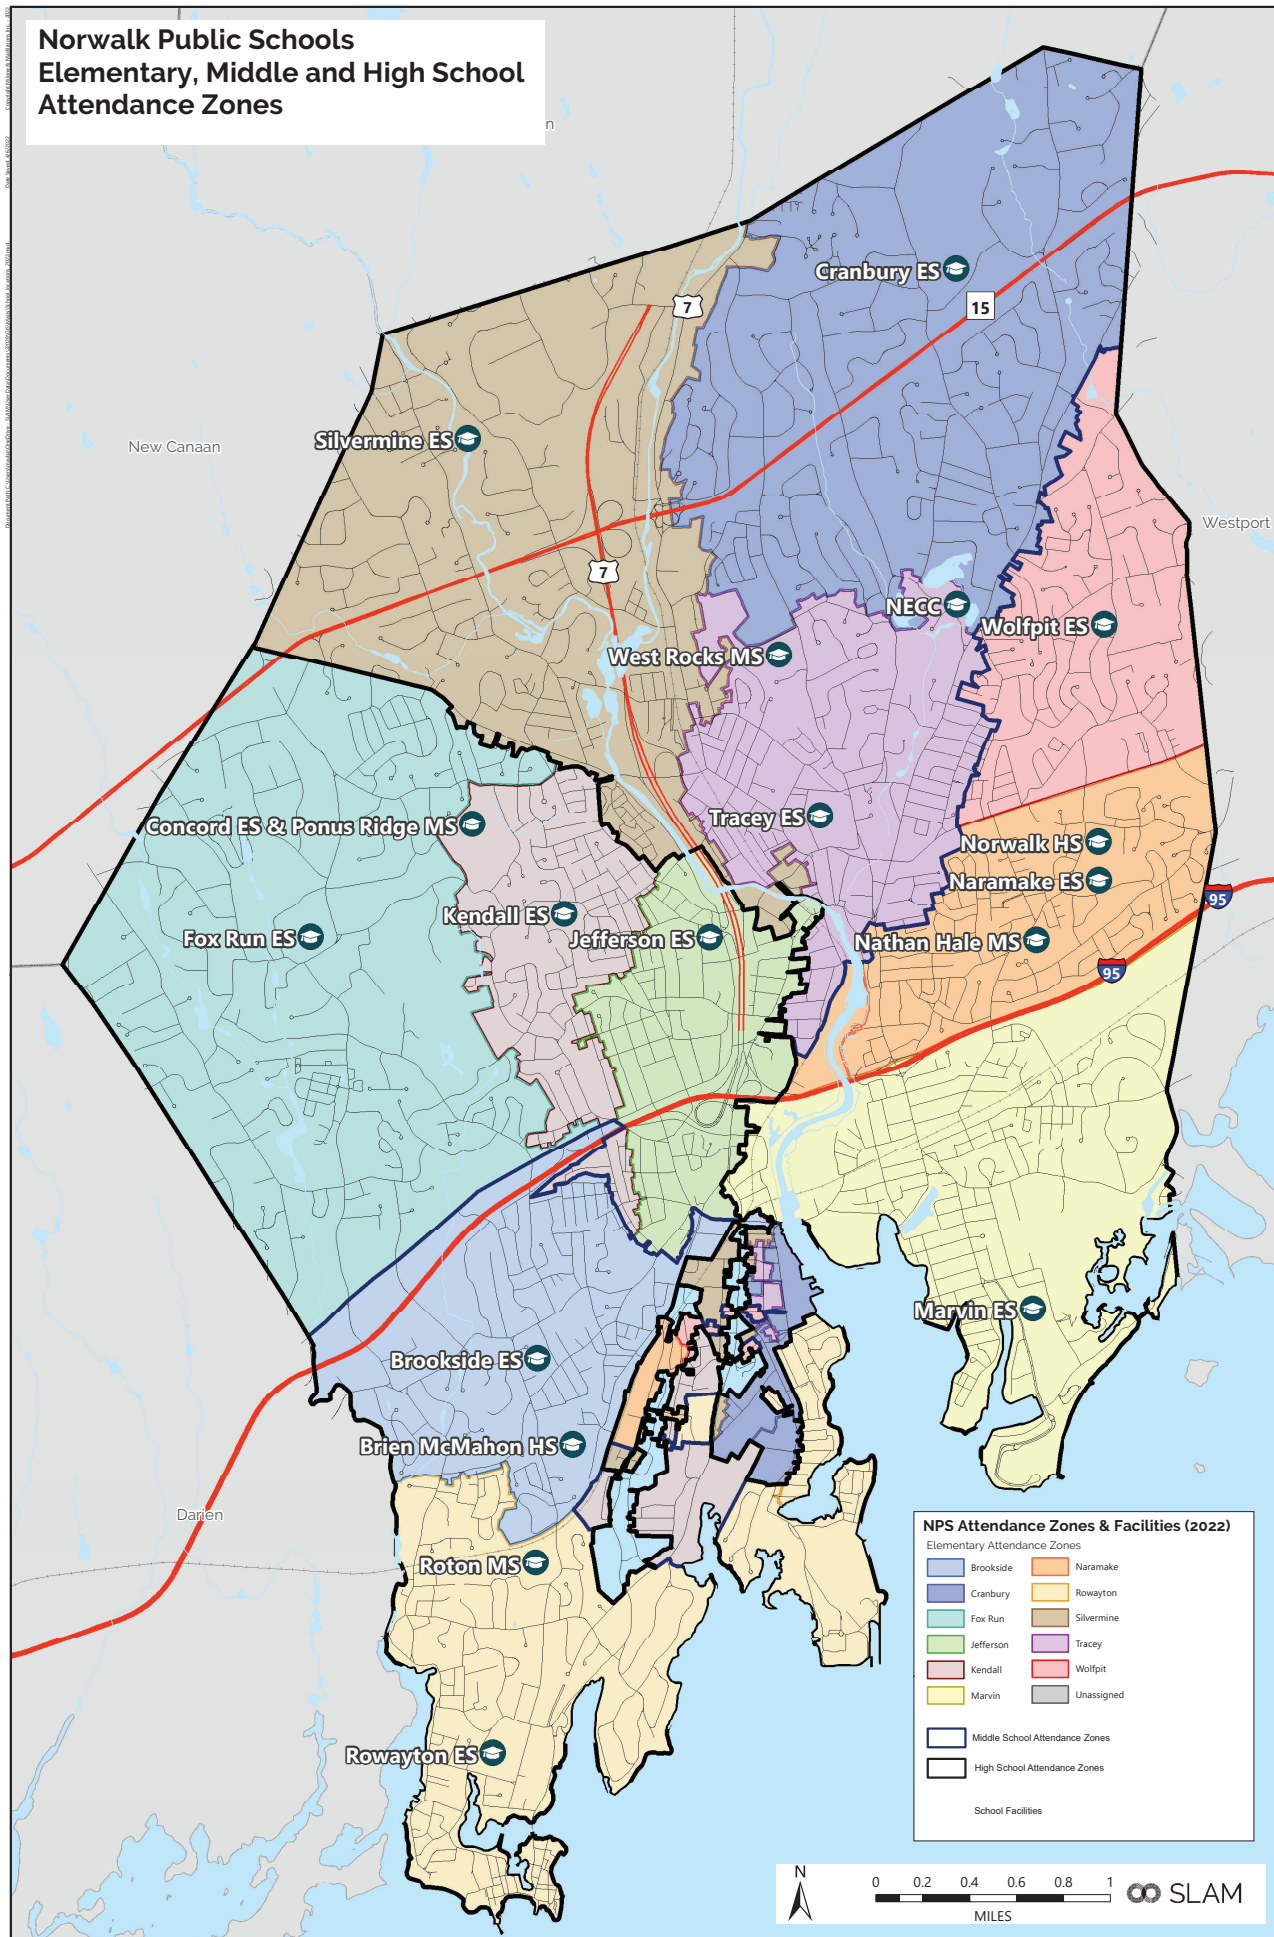 Norwalk Public Schools
Elementary, Middle and High School
Attendance Zones
n
Cranbury ES
15
7
New Canaan
Silvermine ES
Westport
7
NECC
Wolfpit ES
West Rocks MS
Tracey ES
Concord ES & Ponus Ridge MS
Norwalk HS
Naramake ES
95
Kendall ES
Fox Run ES
Jefferson ES
Nathan Hale MS
95
Marvin ES
Brookside ES
Brien McMahon HS
Darien
Roton MS
Rowayton ES
NPS Attendance Zones & Facilities (2022)
Elementary Attendance Zones
Brookside
Naramake
Cranbury
Rowayton
Fox Run
Silvermine
Jefferson
Tracey
Kendall
Wolfpit
Marvin
Unassigned
Middle School Attendance Zones
High School Attendance Zones
School Facilities
N
0 0.2 0.4 0.6 0.8 1
MILES
SLAM